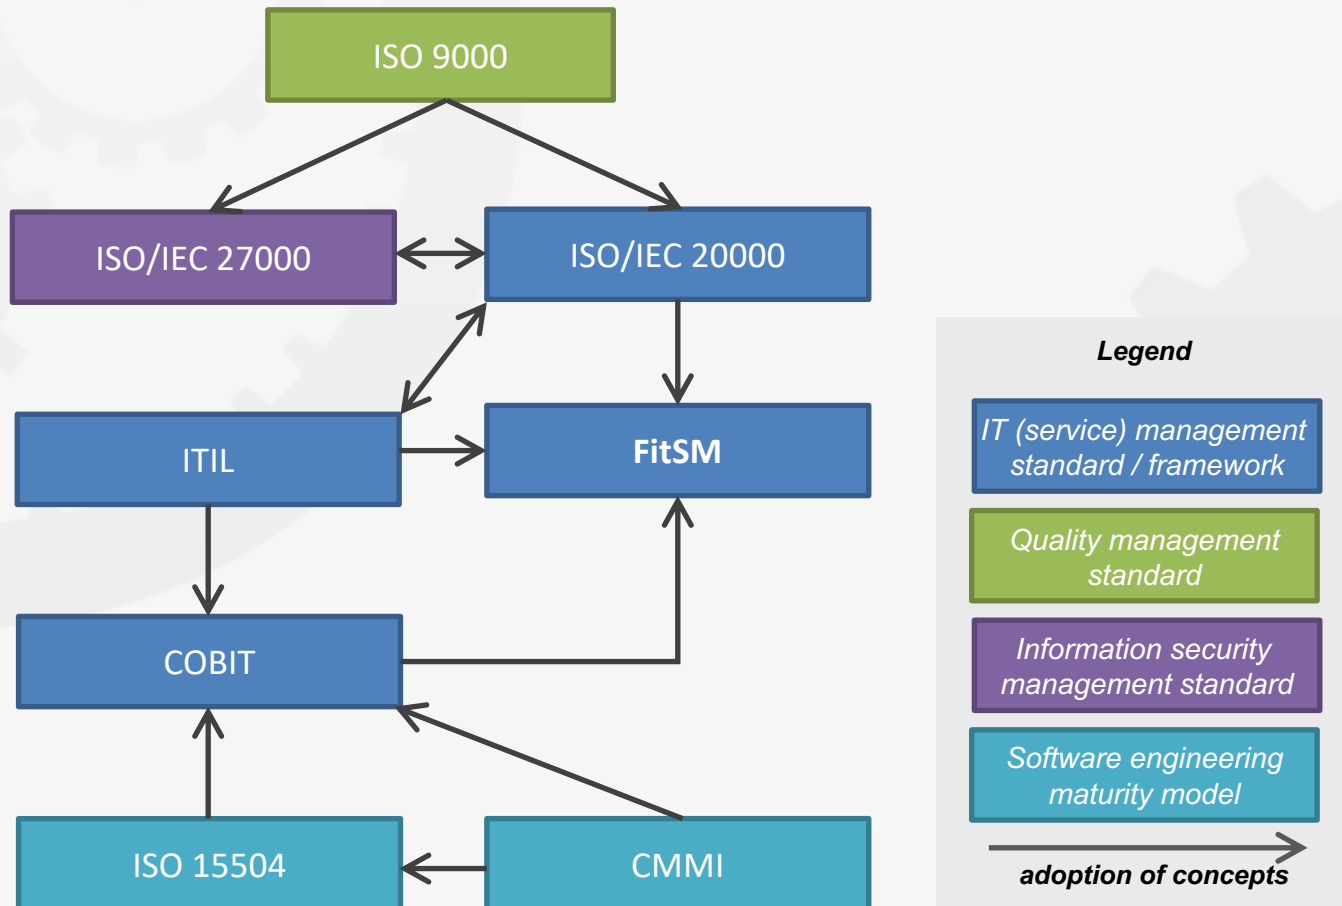 ISO 9000
ISO/IEC 27000
ISO/IEC 20000
ITIL
FitSM
COBIT
ISO 15504
CMMI
Legend
IT (service) management
standard / framework
Quality management
standard
Information security
management standard
Software engineering
maturity model
adoption of concepts